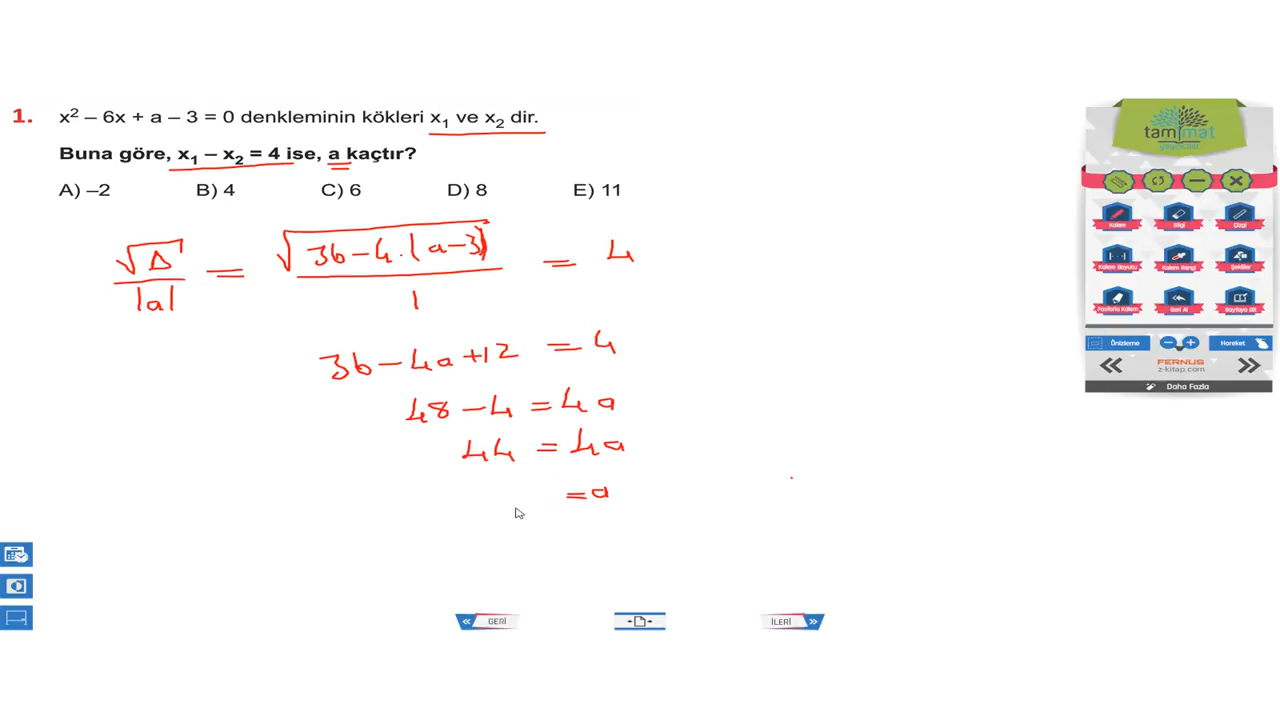 1. x² – 6x + a – 3 = 0 denkleminin kökleri x₁ ve x₂ dir.
Buna göre, x₁ – x₂ = 4 ise, a kaçtır?
A) –2 B) 4 C) 6 D) 8 E) 11
√Δ / |a| = √(36 – 4.(a–3)) / 1 = 4
36 – 4a + 12 = 4
48 – 4 = 4a
44 = 4a
= a
tammat
yayıncılık
Kalem Silgi Çizgi
Kalem Boyutu Kalem Rengi Şekiller
Fosforlu Kalem Geri Al Sayfaya Git
Önizleme Hareket
FERNUS
z-kitap.com
Daha Fazla
GERİ İLERİ